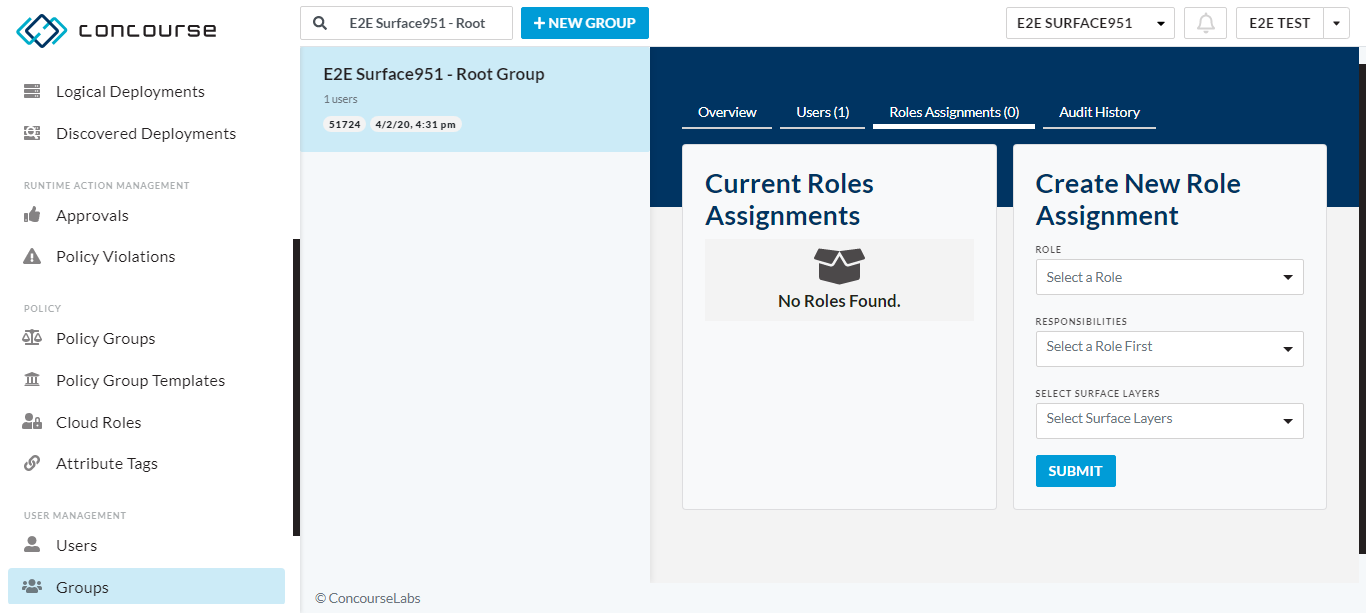 concourse
E2E Surface951 - Root
+ NEW GROUP
E2E SURFACE951
E2E TEST
Logical Deployments
Discovered Deployments
RUNTIME ACTION MANAGEMENT
Approvals
Policy Violations
POLICY
Policy Groups
Policy Group Templates
Cloud Roles
Attribute Tags
USER MANAGEMENT
Users
Groups
E2E Surface951 - Root Group
1 users
51724 4/2/20, 4:31 pm
Overview
Users (1)
Roles Assignments (0)
Audit History
Current Roles
Assignments
No Roles Found.
Create New Role
Assignment
ROLE
Select a Role
RESPONSIBILITIES
Select a Role First
SELECT SURFACE LAYERS
Select Surface Layers
SUBMIT
© ConcourseLabs